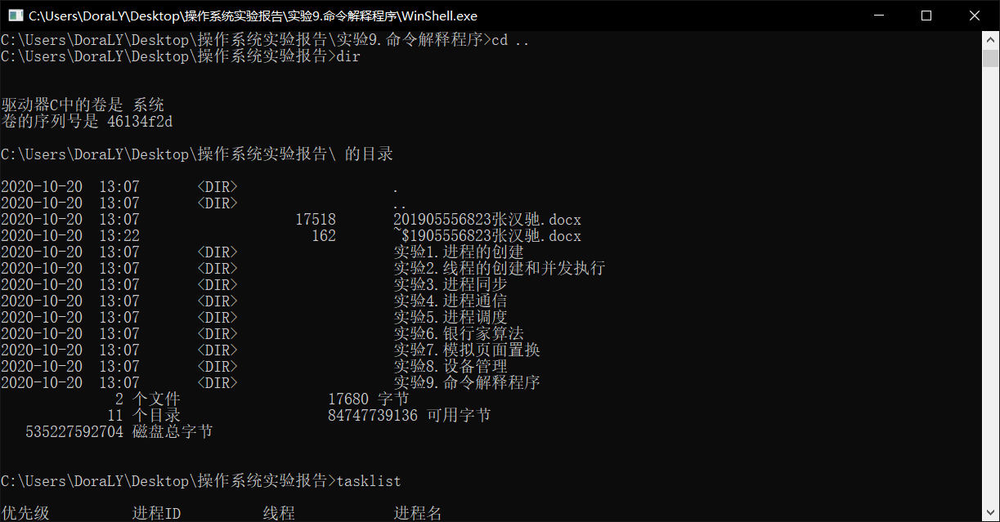 C:\Users\DoraLY\Desktop\操作系统实验报告\实验9.命令解释程序\WinShell.exe
C:\Users\DoraLY\Desktop\操作系统实验报告\实验9.命令解释程序>cd ..
C:\Users\DoraLY\Desktop\操作系统实验报告>dir
驱动器C中的卷是 系统
卷的序列号是 46134f2d
C:\Users\DoraLY\Desktop\操作系统实验报告\ 的目录
2020-10-20  13:07       <DIR>                   .
2020-10-20  13:07       <DIR>                   ..
2020-10-20  13:07                   17518       201905556823张汉驰.docx
2020-10-20  13:22                     162       ~$1905556823张汉驰.docx
2020-10-20  13:07       <DIR>                   实验1.进程的创建
2020-10-20  13:07       <DIR>                   实验2.线程的创建和并发执行
2020-10-20  13:07       <DIR>                   实验3.进程同步
2020-10-20  13:07       <DIR>                   实验4.进程通信
2020-10-20  13:07       <DIR>                   实验5.进程调度
2020-10-20  13:07       <DIR>                   实验6.银行家算法
2020-10-20  13:07       <DIR>                   实验7.模拟页面置换
2020-10-20  13:07       <DIR>                   实验8.设备管理
2020-10-20  13:07       <DIR>                   实验9.命令解释程序
2 个文件                  17680 字节
11 个目录                  84747739136 可用字节
535227592704 磁盘总字节
C:\Users\DoraLY\Desktop\操作系统实验报告>tasklist
优先级          进程ID          线程            进程名